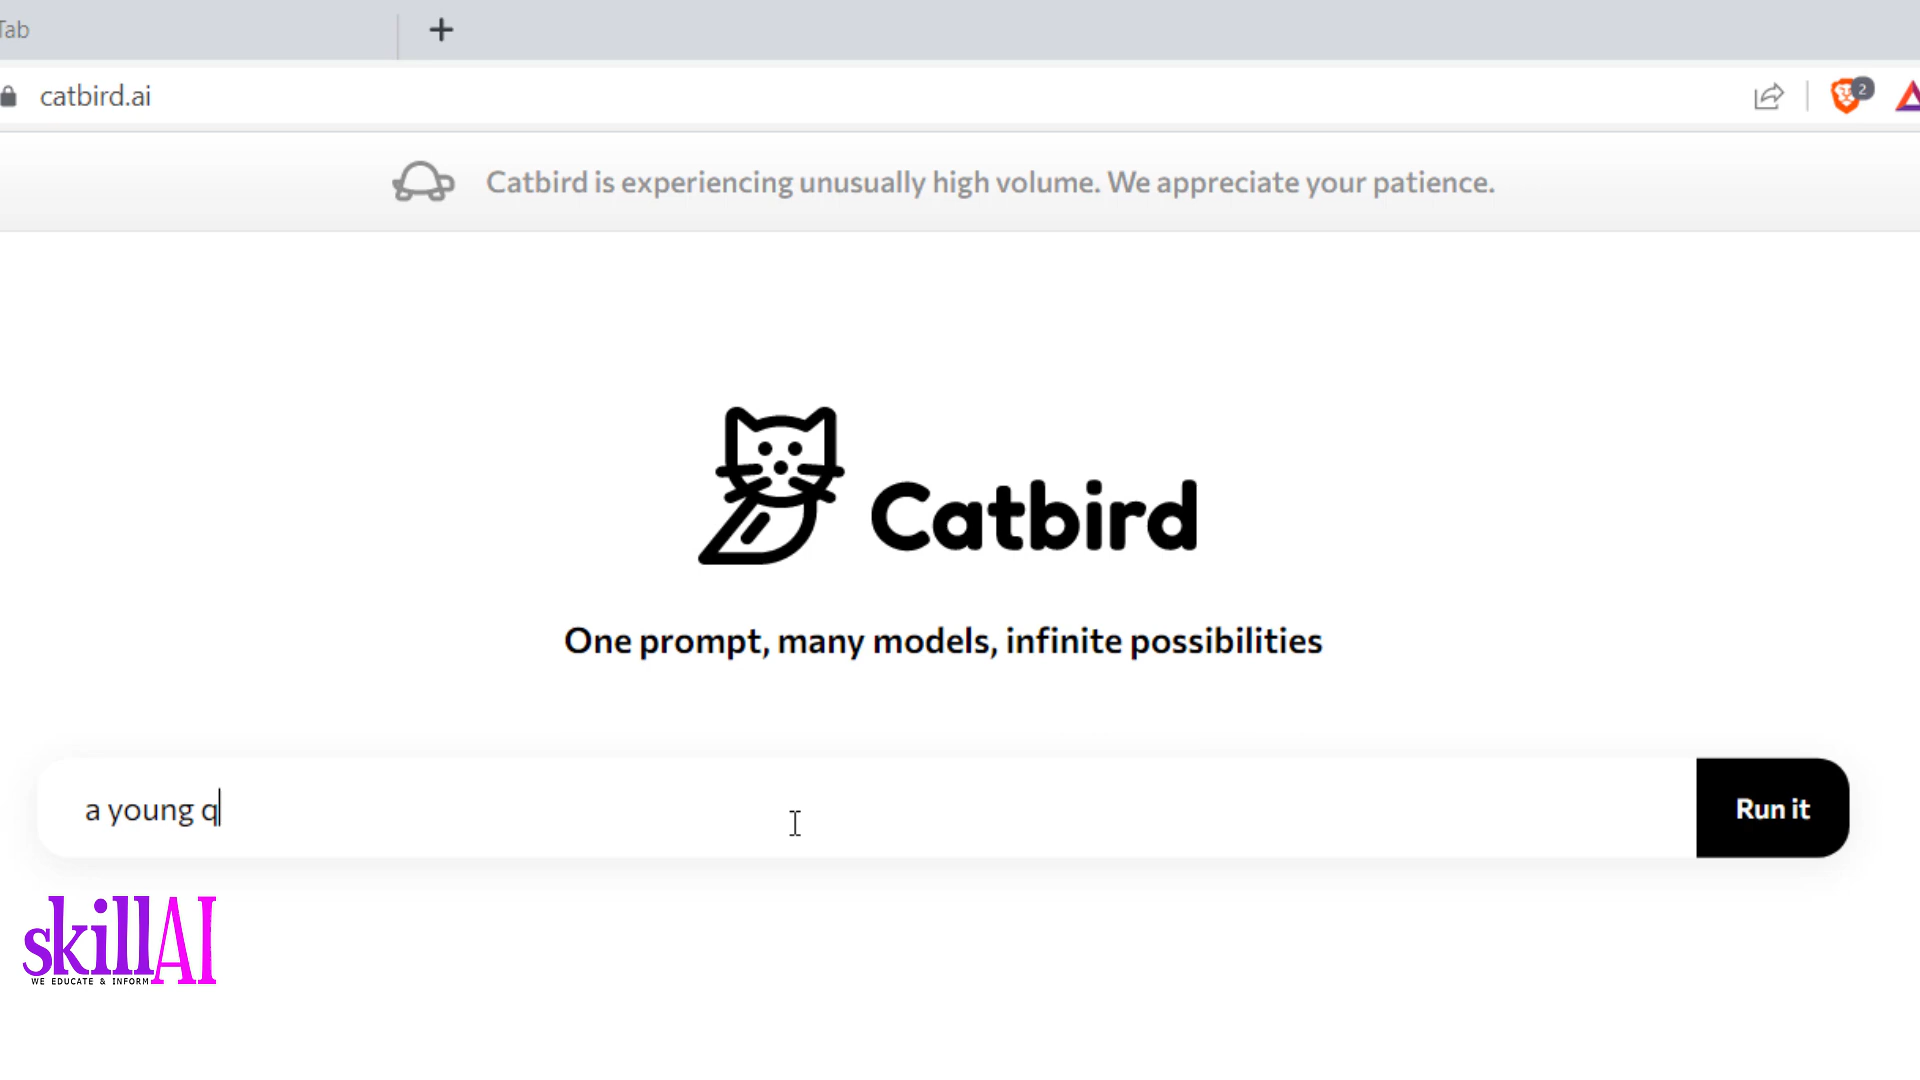 Tab
catbird.ai
2
Catbird is experiencing unusually high volume. We appreciate your patience.
Catbird
One prompt, many models, infinite possibilities
a young q
Run it
skillAI
WE EDUCATE & INFORM